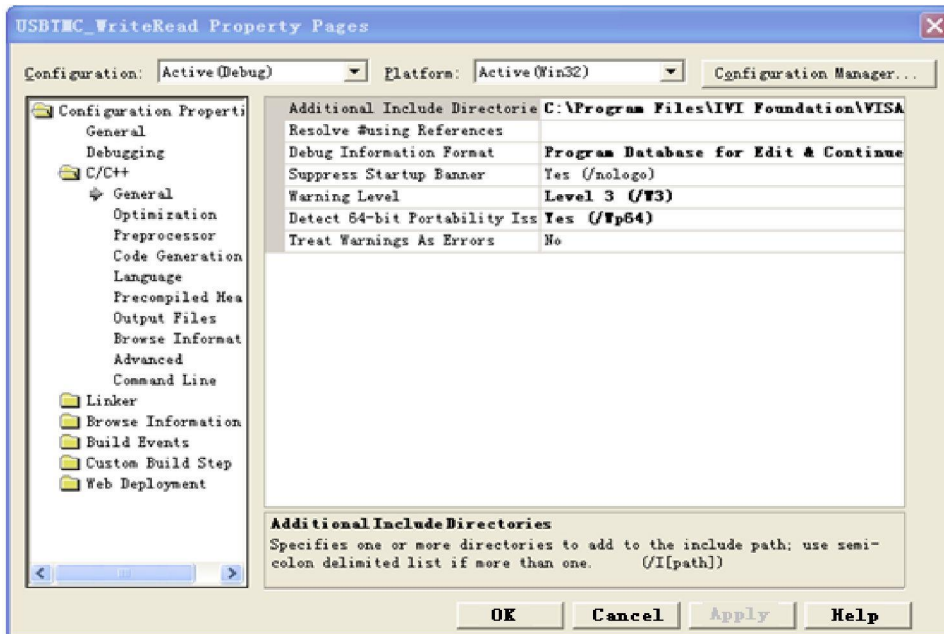 USBTMC_WriteRead Property Pages
Configuration: Active(Debug) Platform: Active(Win32) Configuration Manager...
Configuration Properti
General
Debugging
C/C++
General
Optimization
Preprocessor
Code Generation
Language
Precompiled Hea
Output Files
Browse Informat
Advanced
Command Line
Linker
Browse Information
Build Events
Custom Build Step
Web Deployment
Additional Include Directorie C:\Program Files\IVI Foundation\VISA
Resolve #using References
Debug Information Format Program Database for Edit & Continue
Suppress Startup Banner Yes (/nologo)
Warning Level Level 3 (/W3)
Detect 64-bit Portability Iss Yes (/Wp64)
Treat Warnings As Errors No
Additional Include Directories
Specifies one or more directories to add to the include path; use semi-
colon delimited list if more than one. (/I[path])
OK Cancel Apply Help